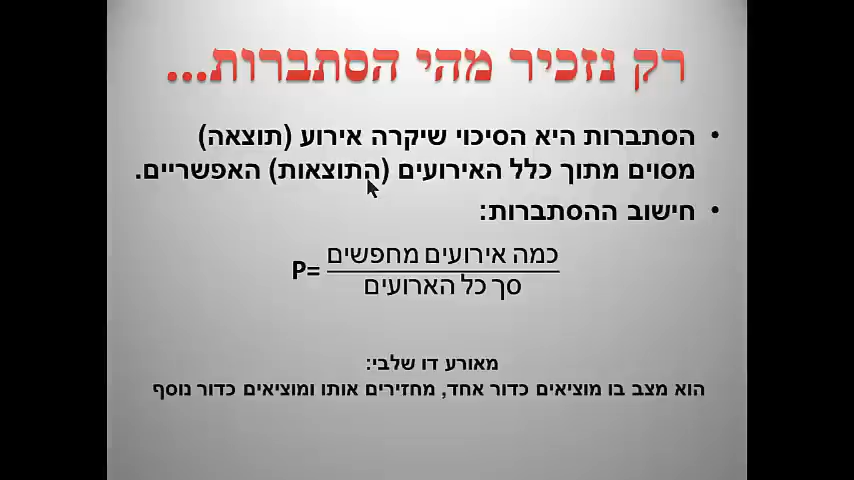 רק נזכיר מהי הסתברות...
• הסתברות היא הסיכוי שיקרה אירוע (תוצאה)
מסוים מתוך כלל האירועים (התוצאות) האפשריים.
• חישוב ההסתברות:
P= כמה אירועים מחפשים
סך כל הארועים
מאורע דו שלבי:
הוא מצב בו מוציאים כדור אחד, מחזירים אותו ומוציאים כדור נוסף